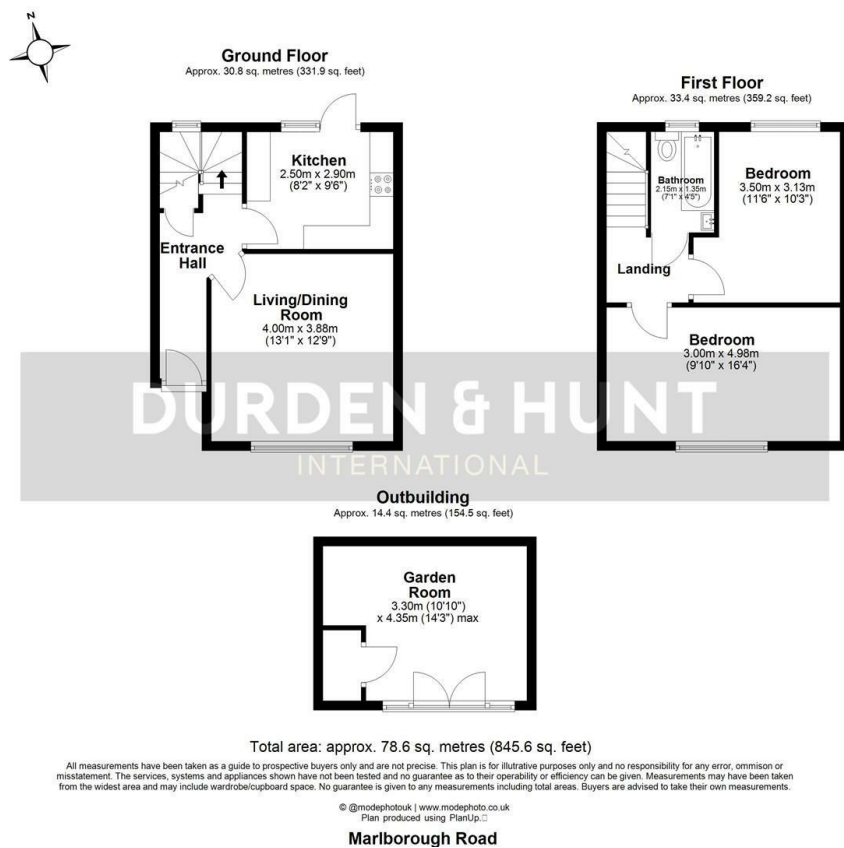 N
Ground Floor
Approx. 30.8 sq. metres (331.9 sq. feet)
Kitchen
2.50m x 2.90m
(8'2" x 9'6")
Entrance
Hall
Living/Dining
Room
4.00m x 3.88m
(13'1" x 12'9")
First Floor
Approx. 33.4 sq. metres (359.2 sq. feet)
Bathroom
2.15m x 1.35m
(7'1" x 4'5")
Bedroom
3.50m x 3.13m
(11'6" x 10'3")
Landing
Bedroom
3.00m x 4.98m
(9'10" x 16'4")
DURDEN & HUNT
INTERNATIONAL
Outbuilding
Approx. 14.4 sq. metres (154.5 sq. feet)
Garden
Room
3.30m (10'10")
x 4.35m (14'3") max
Total area: approx. 78.6 sq. metres (845.6 sq. feet)
All measurements have been taken as a guide to prospective buyers only and are not precise. This plan is for illutrative purposes only and no responsibility for any error, ommison or
misstatement. The services, systems and appliances shown have not been tested and no guarantee as to their operability or efficiency can be given. Measurements may have been taken
from the widest area and may include wardrobe/cupboard space. No guarantee is given to any measurements including total areas. Buyers are advised to take their own measurements.
© @modephotouk | www.modephoto.co.uk
Plan produced using PlanUp.
Marlborough Road